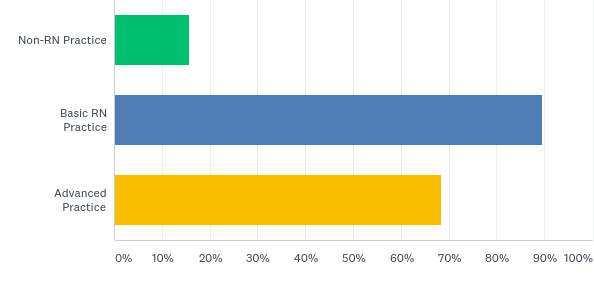 Non-RN Practice
Basic RN
Practice
Advanced
Practice
0% 10% 20% 30% 40% 50% 60% 70% 80% 90% 100%